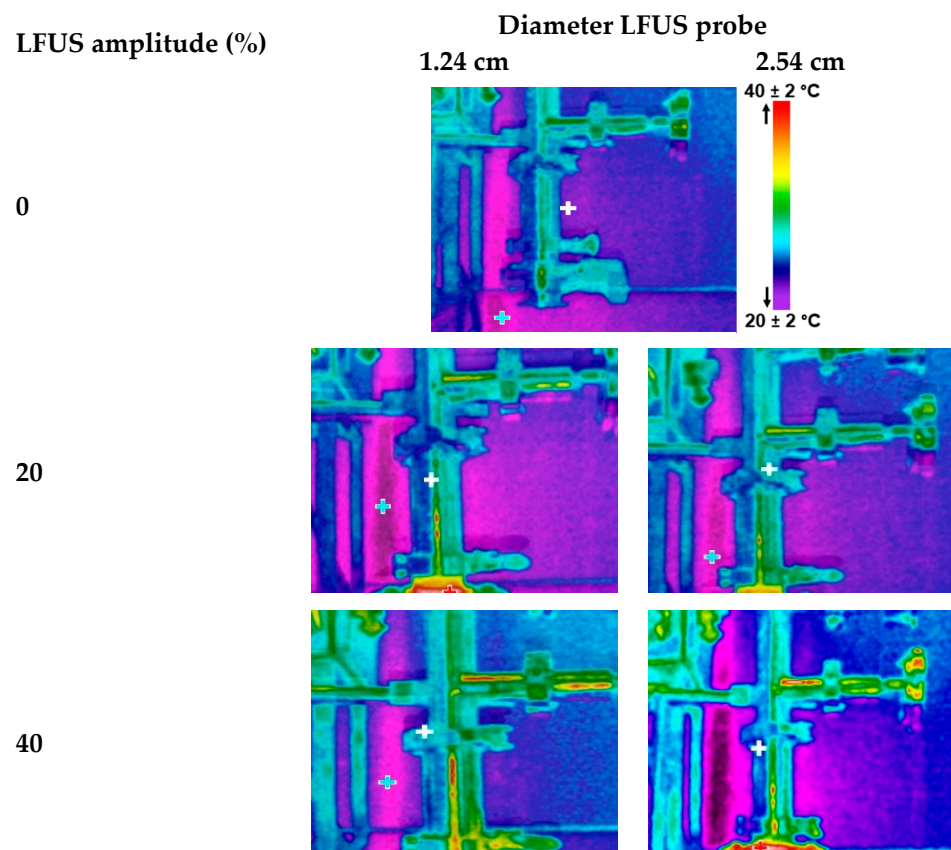 Diameter LFUS probe
LFUS amplitude (%)
1.24 cm 2.54 cm
40 ± 2 °C
0
20 ± 2 °C
20
40